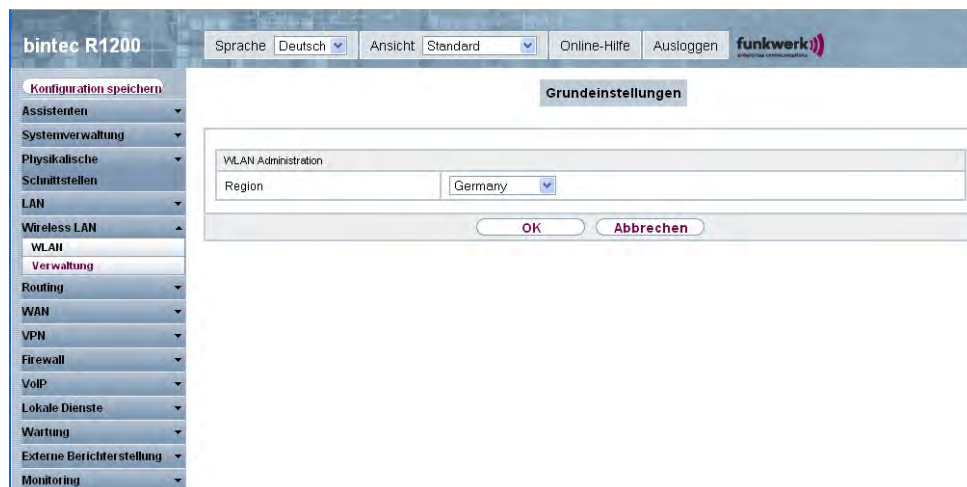 bintec R1200
Sprache Deutsch Ansicht Standard Online-Hilfe Ausloggen funkwerk
Konfiguration speichern
Grundeinstellungen
Assistenten
Systemverwaltung
Physikalische
Schnittstellen
LAN
Wireless LAN
WLAN
Verwaltung
Routing
WAN
VPN
Firewall
VoIP
Lokale Dienste
Wartung
Externe Berichterstellung
Monitoring
WLAN Administration
Region Germany
OK Abbrechen